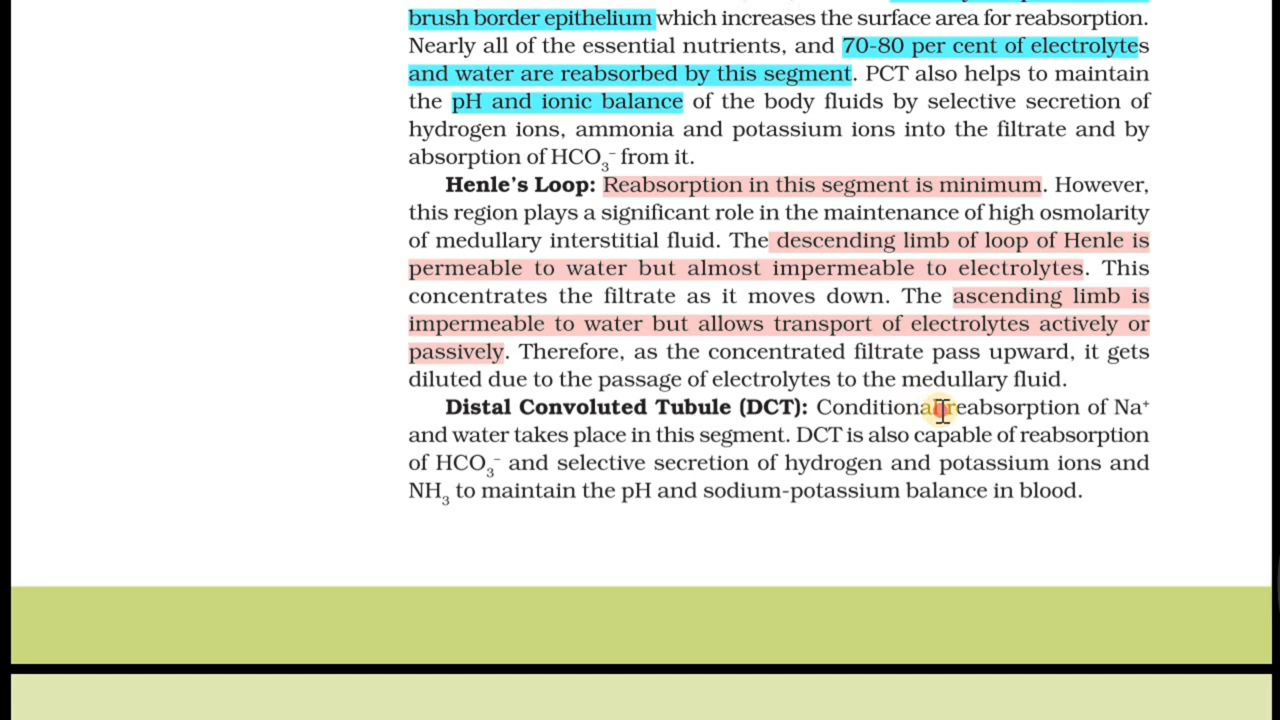 brush border epithelium which increases the surface area for reabsorption.
Nearly all of the essential nutrients, and 70-80 per cent of electrolytes
and water are reabsorbed by this segment. PCT also helps to maintain
the pH and ionic balance of the body fluids by selective secretion of
hydrogen ions, ammonia and potassium ions into the filtrate and by
absorption of HCO₃⁻ from it.
Henle's Loop: Reabsorption in this segment is minimum. However,
this region plays a significant role in the maintenance of high osmolarity
of medullary interstitial fluid. The descending limb of loop of Henle is
permeable to water but almost impermeable to electrolytes. This
concentrates the filtrate as it moves down. The ascending limb is
impermeable to water but allows transport of electrolytes actively or
passively. Therefore, as the concentrated filtrate pass upward, it gets
diluted due to the passage of electrolytes to the medullary fluid.
Distal Convoluted Tubule (DCT): Conditional reabsorption of Na⁺
and water takes place in this segment. DCT is also capable of reabsorption
of HCO₃⁻ and selective secretion of hydrogen and potassium ions and
NH₃ to maintain the pH and sodium-potassium balance in blood.